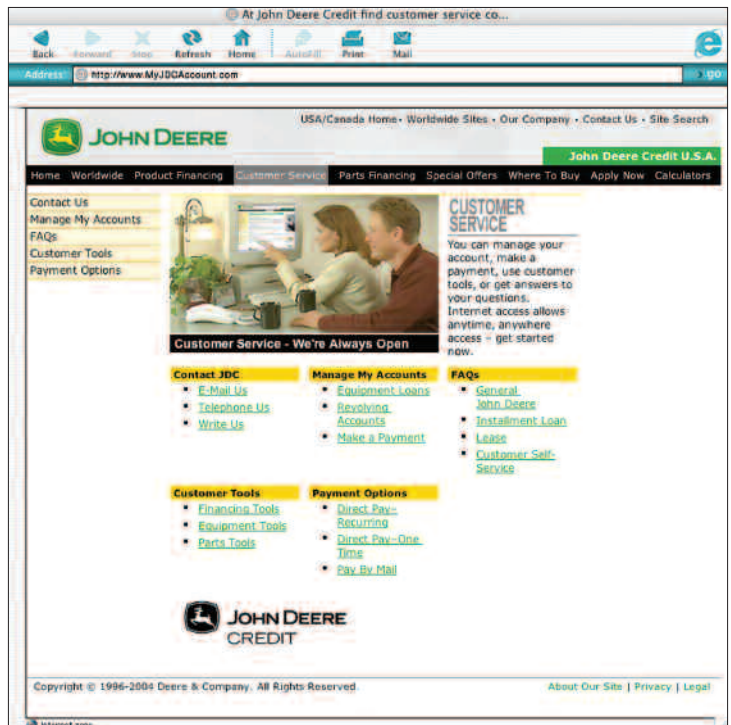 At John Deere Credit find customer service co...
Back Forward Stop Refresh Home AutoFill Print Mail
Address: http://www.MyJDCAccount.com go
USA/Canada Home • Worldwide Sites • Our Company • Contact Us • Site Search
JOHN DEERE
John Deere Credit U.S.A.
Home Worldwide Product Financing Customer Service Parts Financing Special Offers Where To Buy Apply Now Calculators
Contact Us
Manage My Accounts
FAQs
Customer Tools
Payment Options
Customer Service - We're Always Open
CUSTOMER
SERVICE
You can manage your
account, make a
payment, use customer
tools, or get answers to
your questions.
Internet access allows
anytime, anywhere
access – get started
now.
Contact JDC
• E-Mail Us
• Telephone Us
• Write Us
Manage My Accounts
• Equipment Loans
• Revolving
Accounts
• Make a Payment
FAQs
• General
John Deere
• Installment Loan
• Lease
• Customer Self-
Service
Customer Tools
• Financing Tools
• Equipment Tools
• Parts Tools
Payment Options
• Direct Pay–
Recurring
• Direct Pay–One
Time
• Pay By Mail
JOHN DEERE
CREDIT
Copyright © 1996-2004 Deere & Company. All Rights Reserved. About Our Site | Privacy | Legal
Internet zone